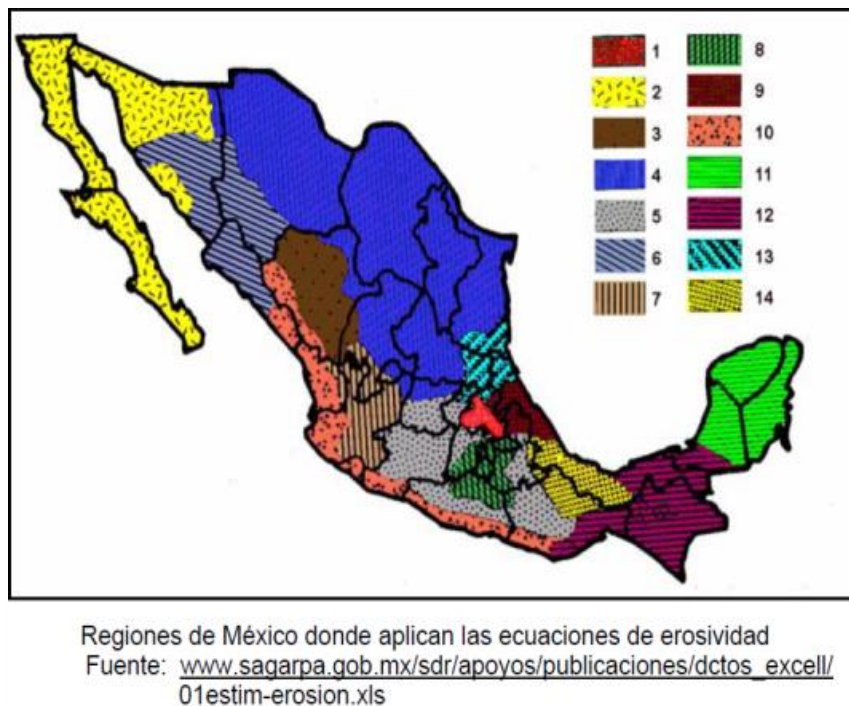 1 8
2 9
3 10
4 11
5 12
6 13
7 14
Regiones de México donde aplican las ecuaciones de erosividad
Fuente: www.sagarpa.gob.mx/sdr/apoyos/publicaciones/dctos_excell/
01estim-erosion.xls